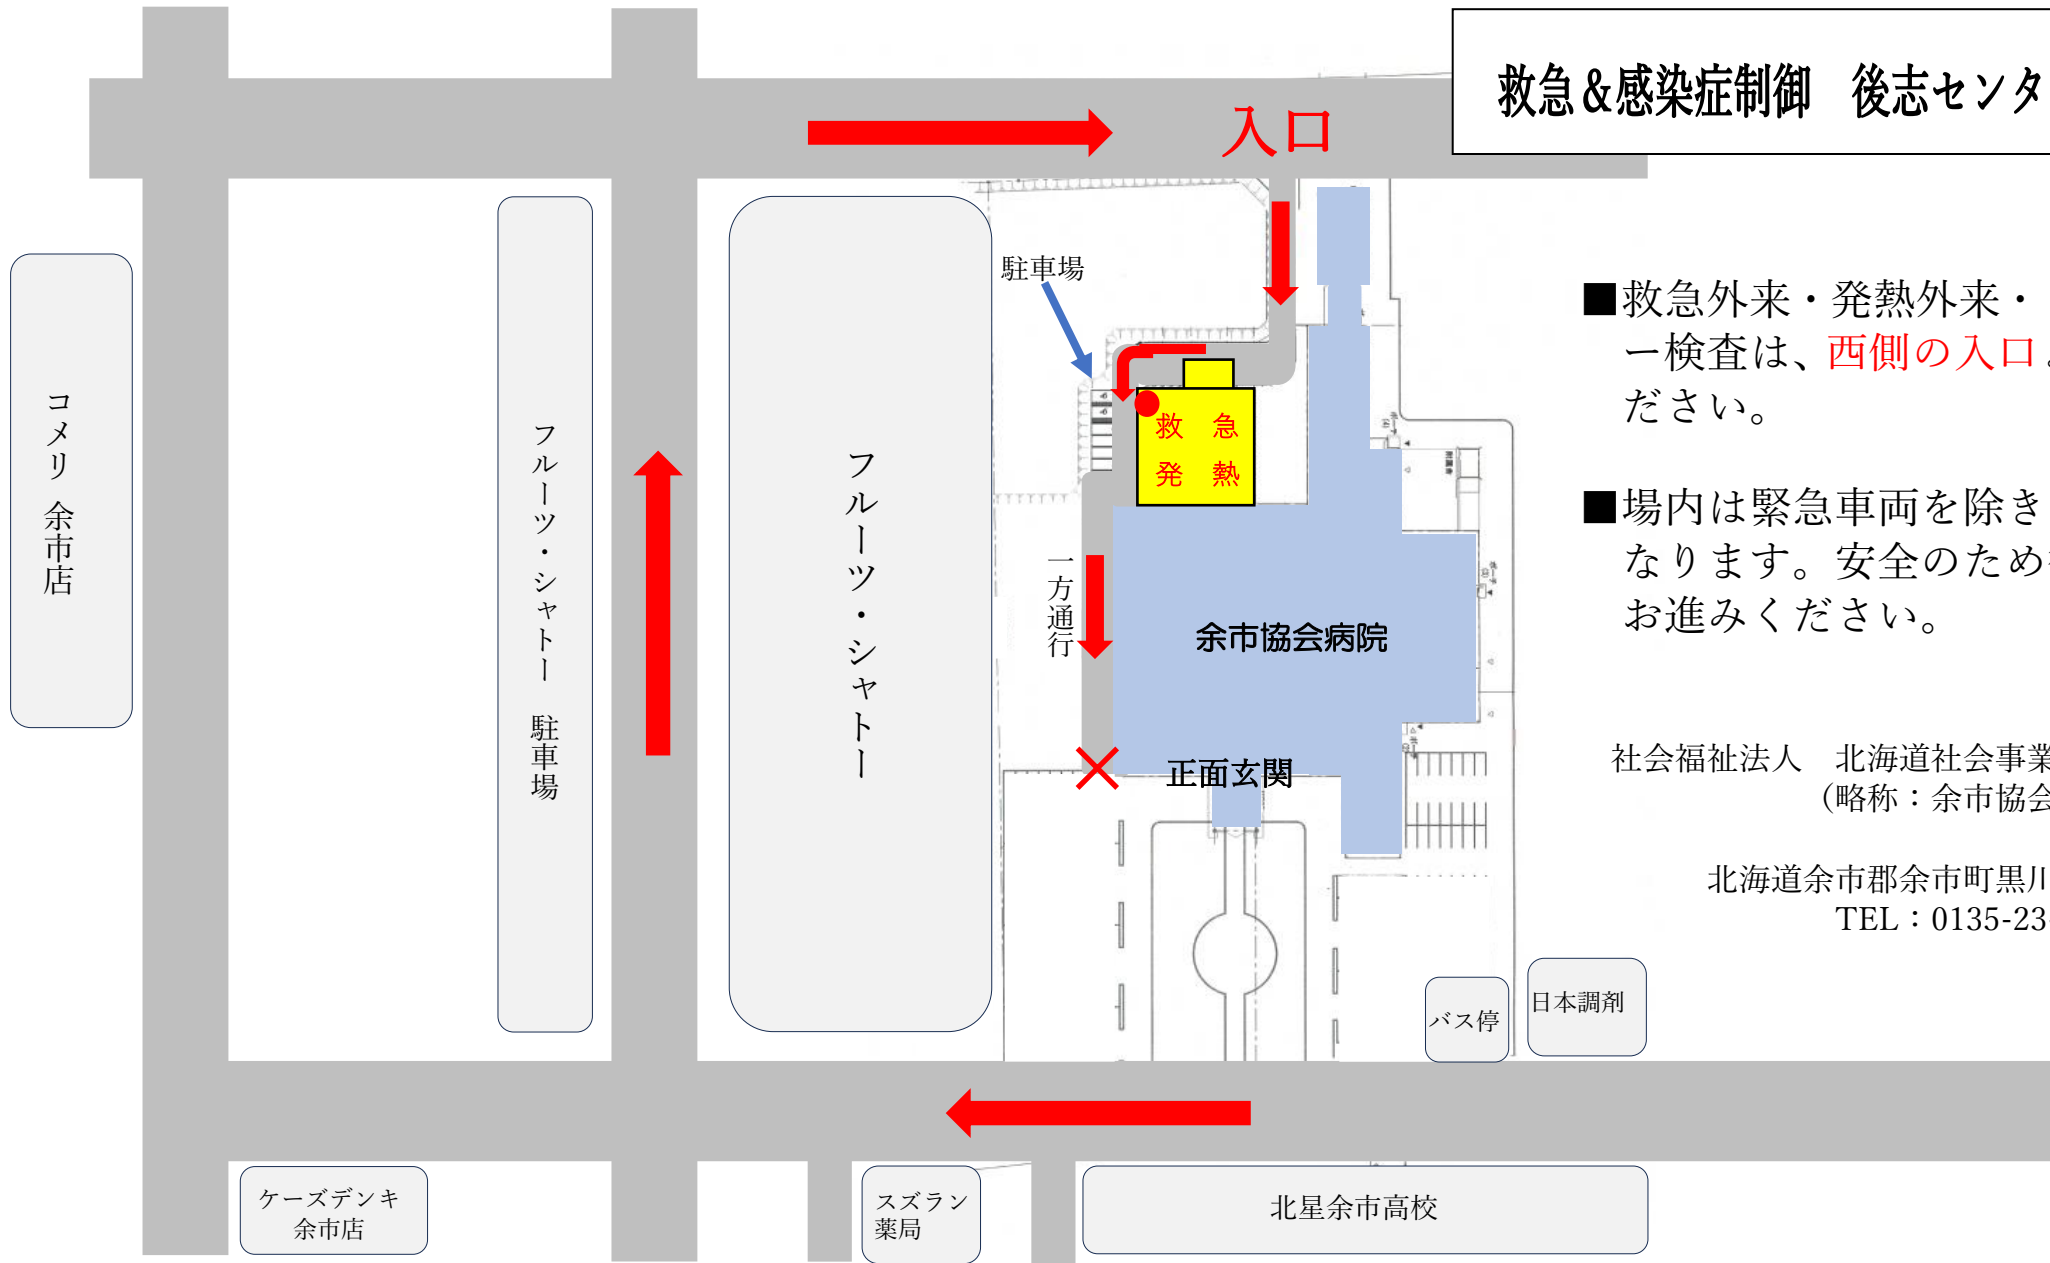 救急＆感染症制御　後志センタ
入口
駐車場
■救急外来・発熱外来・
ー検査は、西側の入口
ださい。
■場内は緊急車両を除き
なります。安全のため
お進みください。
コメリ 余市店
フルーツ・シャトー 駐車場
フルーツ・シャトー
救 急
発 熱
一方通行
余市協会病院
正面玄関
社会福祉法人　北海道社会事業
（略称：余市協会
北海道余市郡余市町黒川
TEL：0135-23-
バス停
日本調剤
ケーズデンキ
余市店
スズラン
薬局
北星余市高校